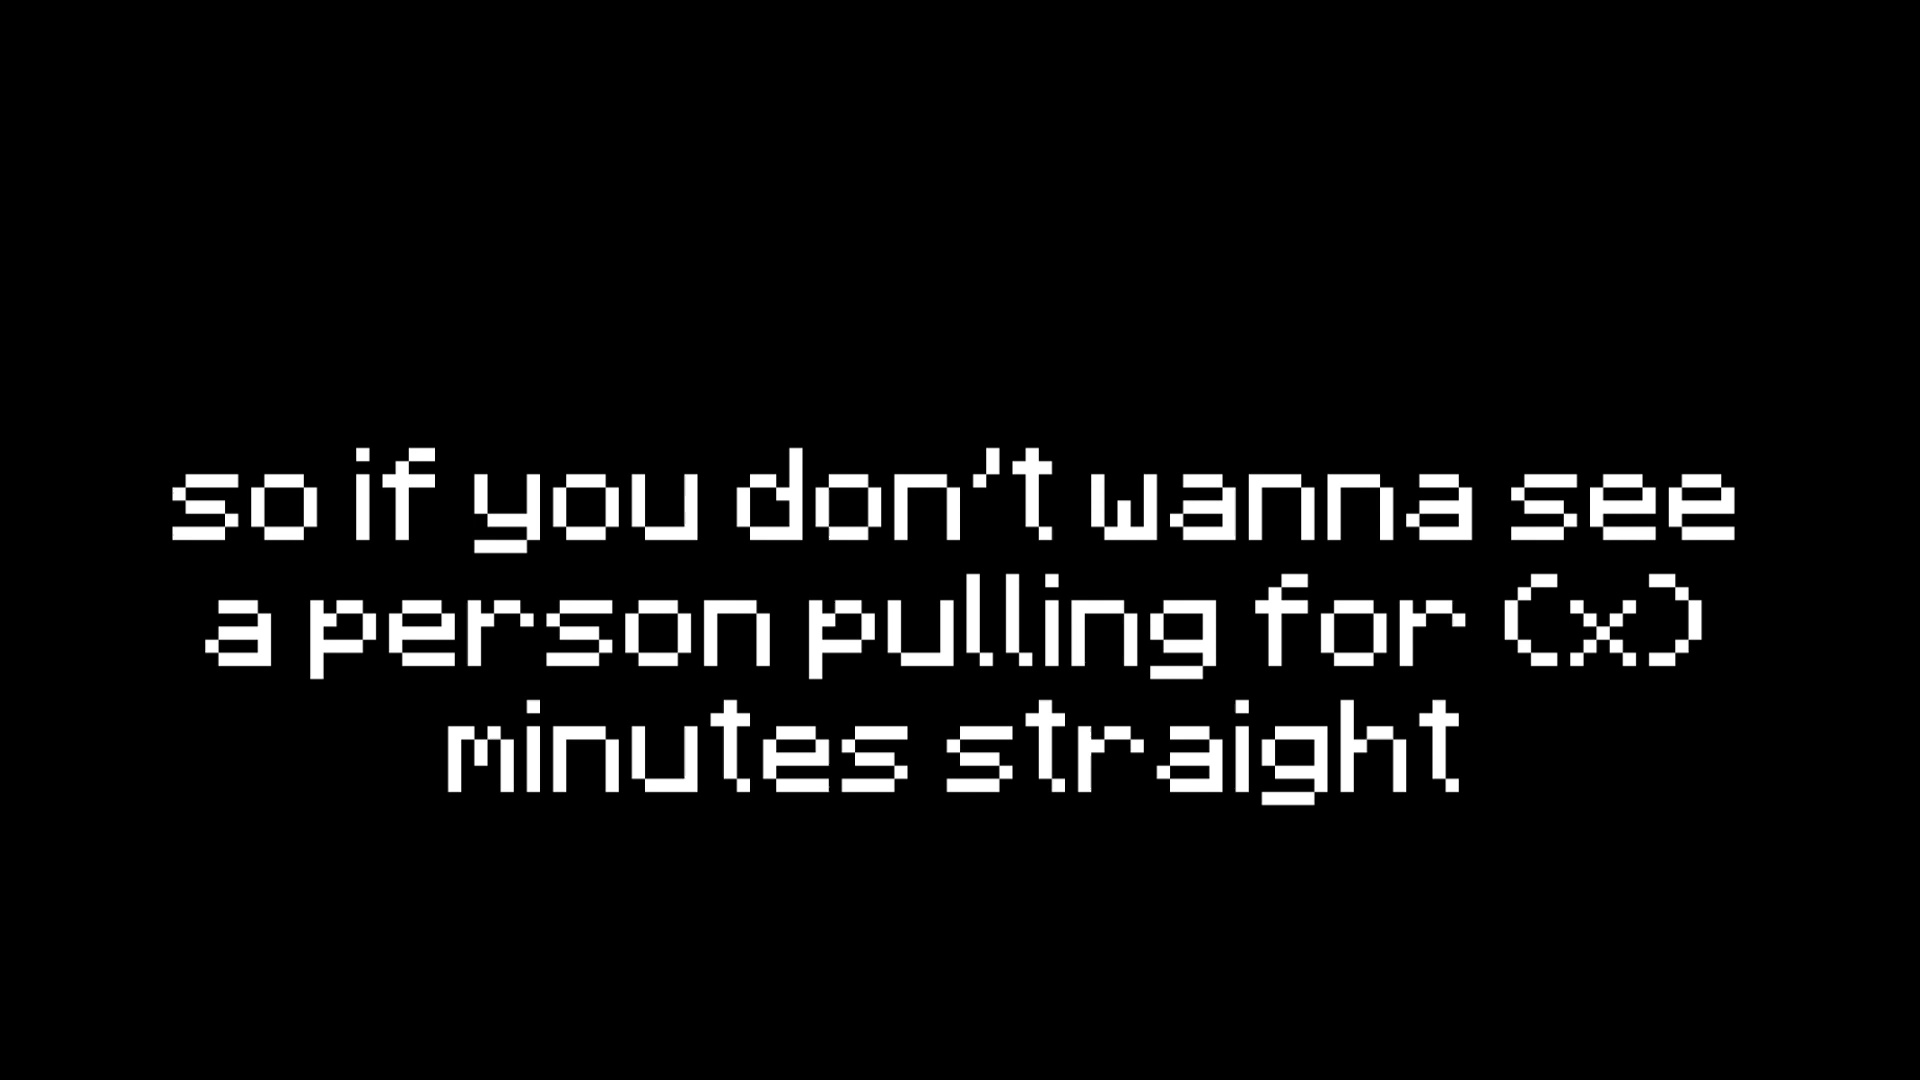 so if you don't wanna see
a person pulling for (x)
minutes straight